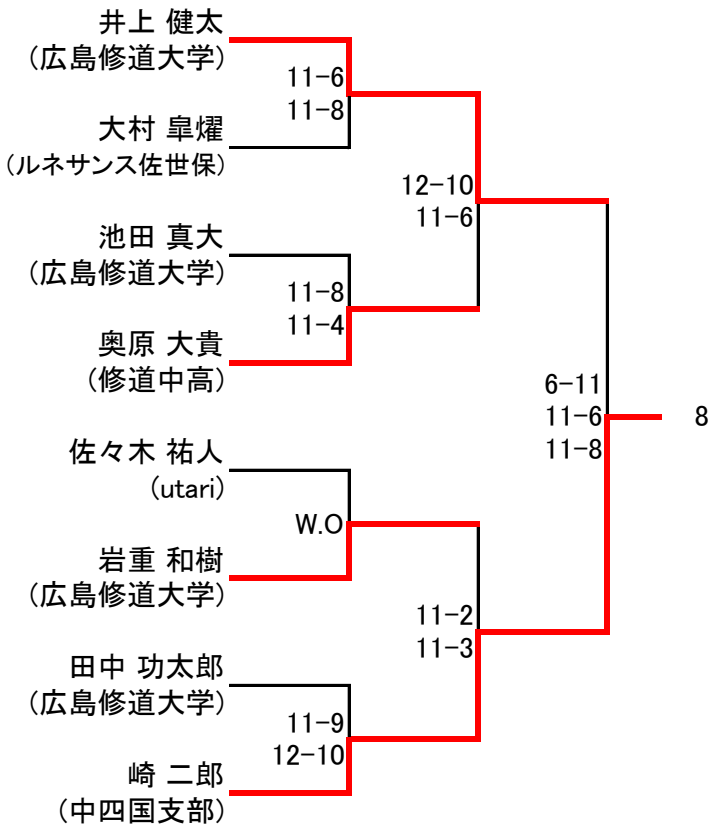 井上 健太
(広島修道大学)
11-6
11-8
大村 皐燿
(ルネサンス佐世保)
12-10
11-6
池田 真大
(広島修道大学)
11-8
11-4
奥原 大貴
(修道中高)
6-11
11-6
11-8
8
佐々木 祐人
(utari)
W.O
岩重 和樹
(広島修道大学)
11-2
11-3
田中 功太郎
(広島修道大学)
11-9
12-10
崎 二郎
(中四国支部)